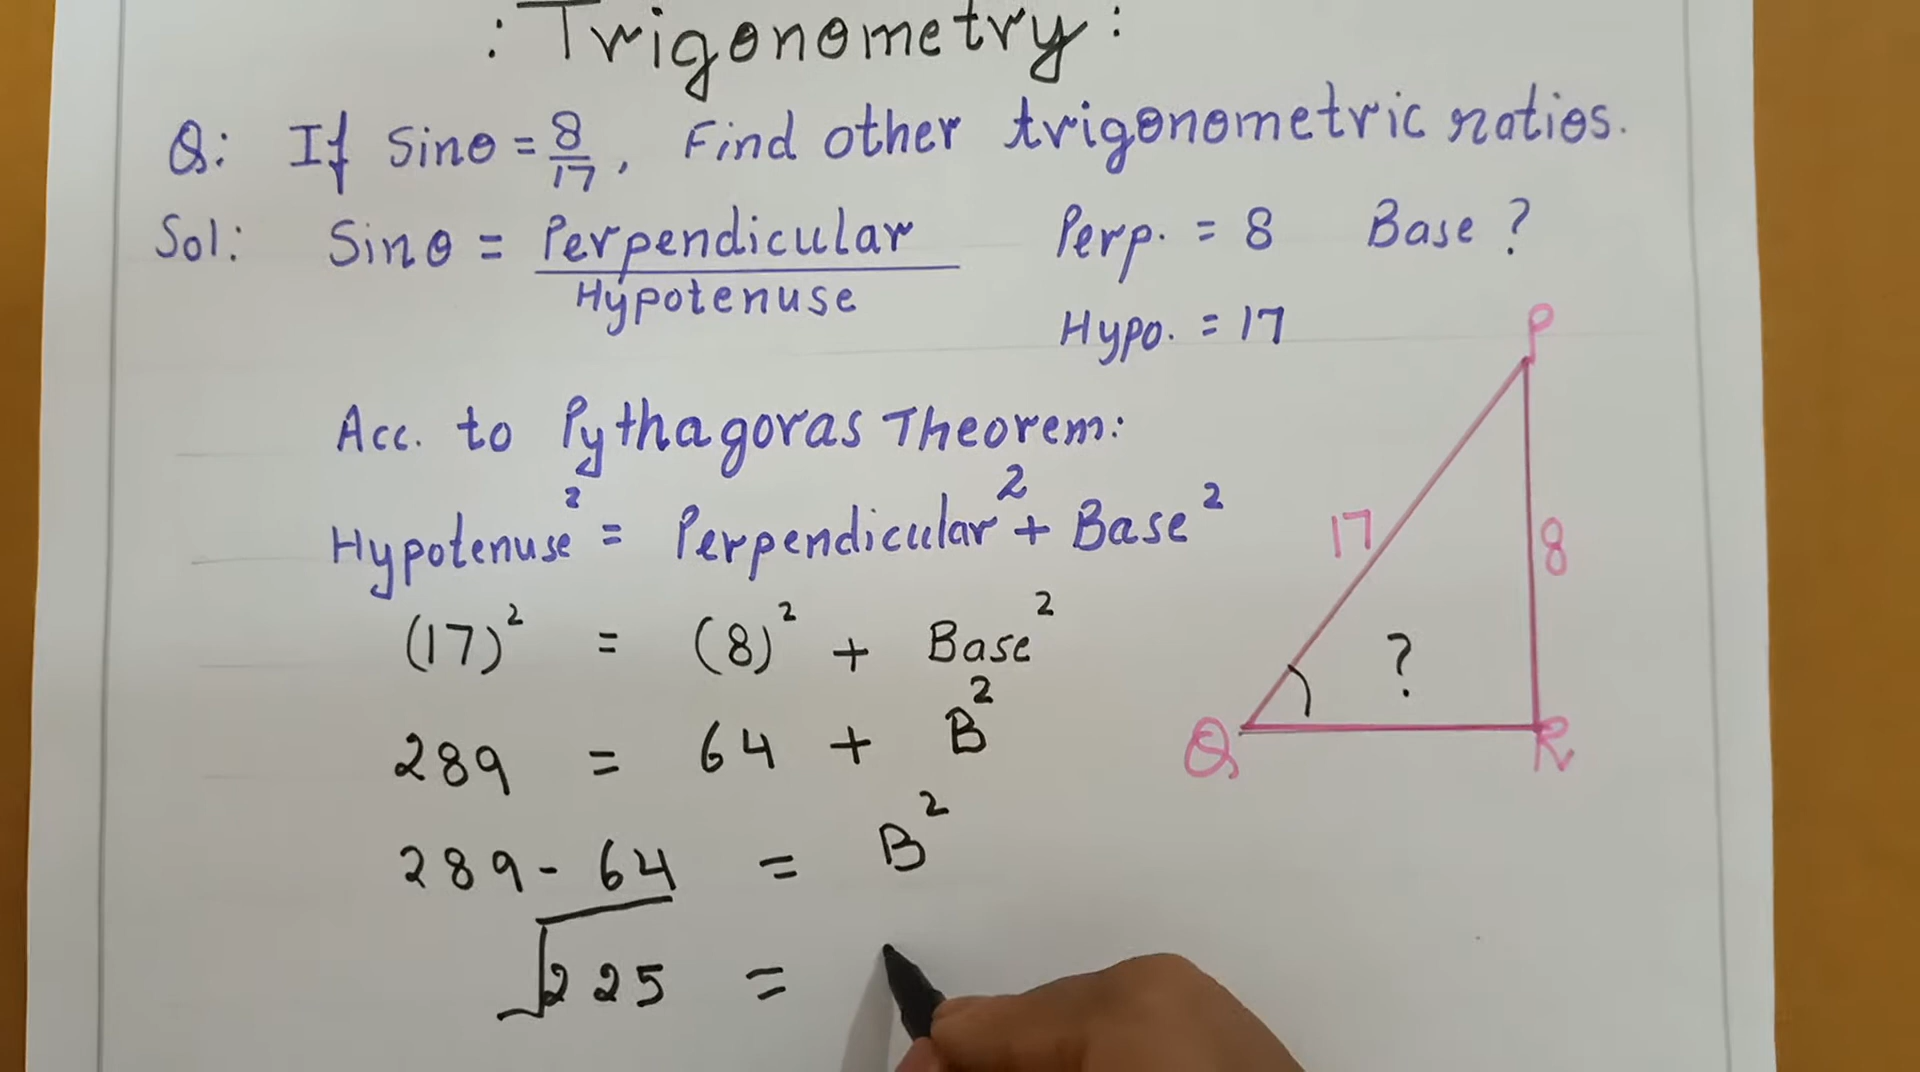 : Trigonometry :
Q: If Sinθ = 8/17, Find other trigonometric ratios.
Sol: Sinθ = Perpendicular/Hypotenuse Perp. = 8 Base ?
Hypo. = 17
P
Acc. to Pythagoras Theorem:
Hypotenuse² = Perpendicular² + Base²
17
8
(17)² = (8)² + Base²
?
289 = 64 + B²
Q R
289 - 64 = B²
√225 =